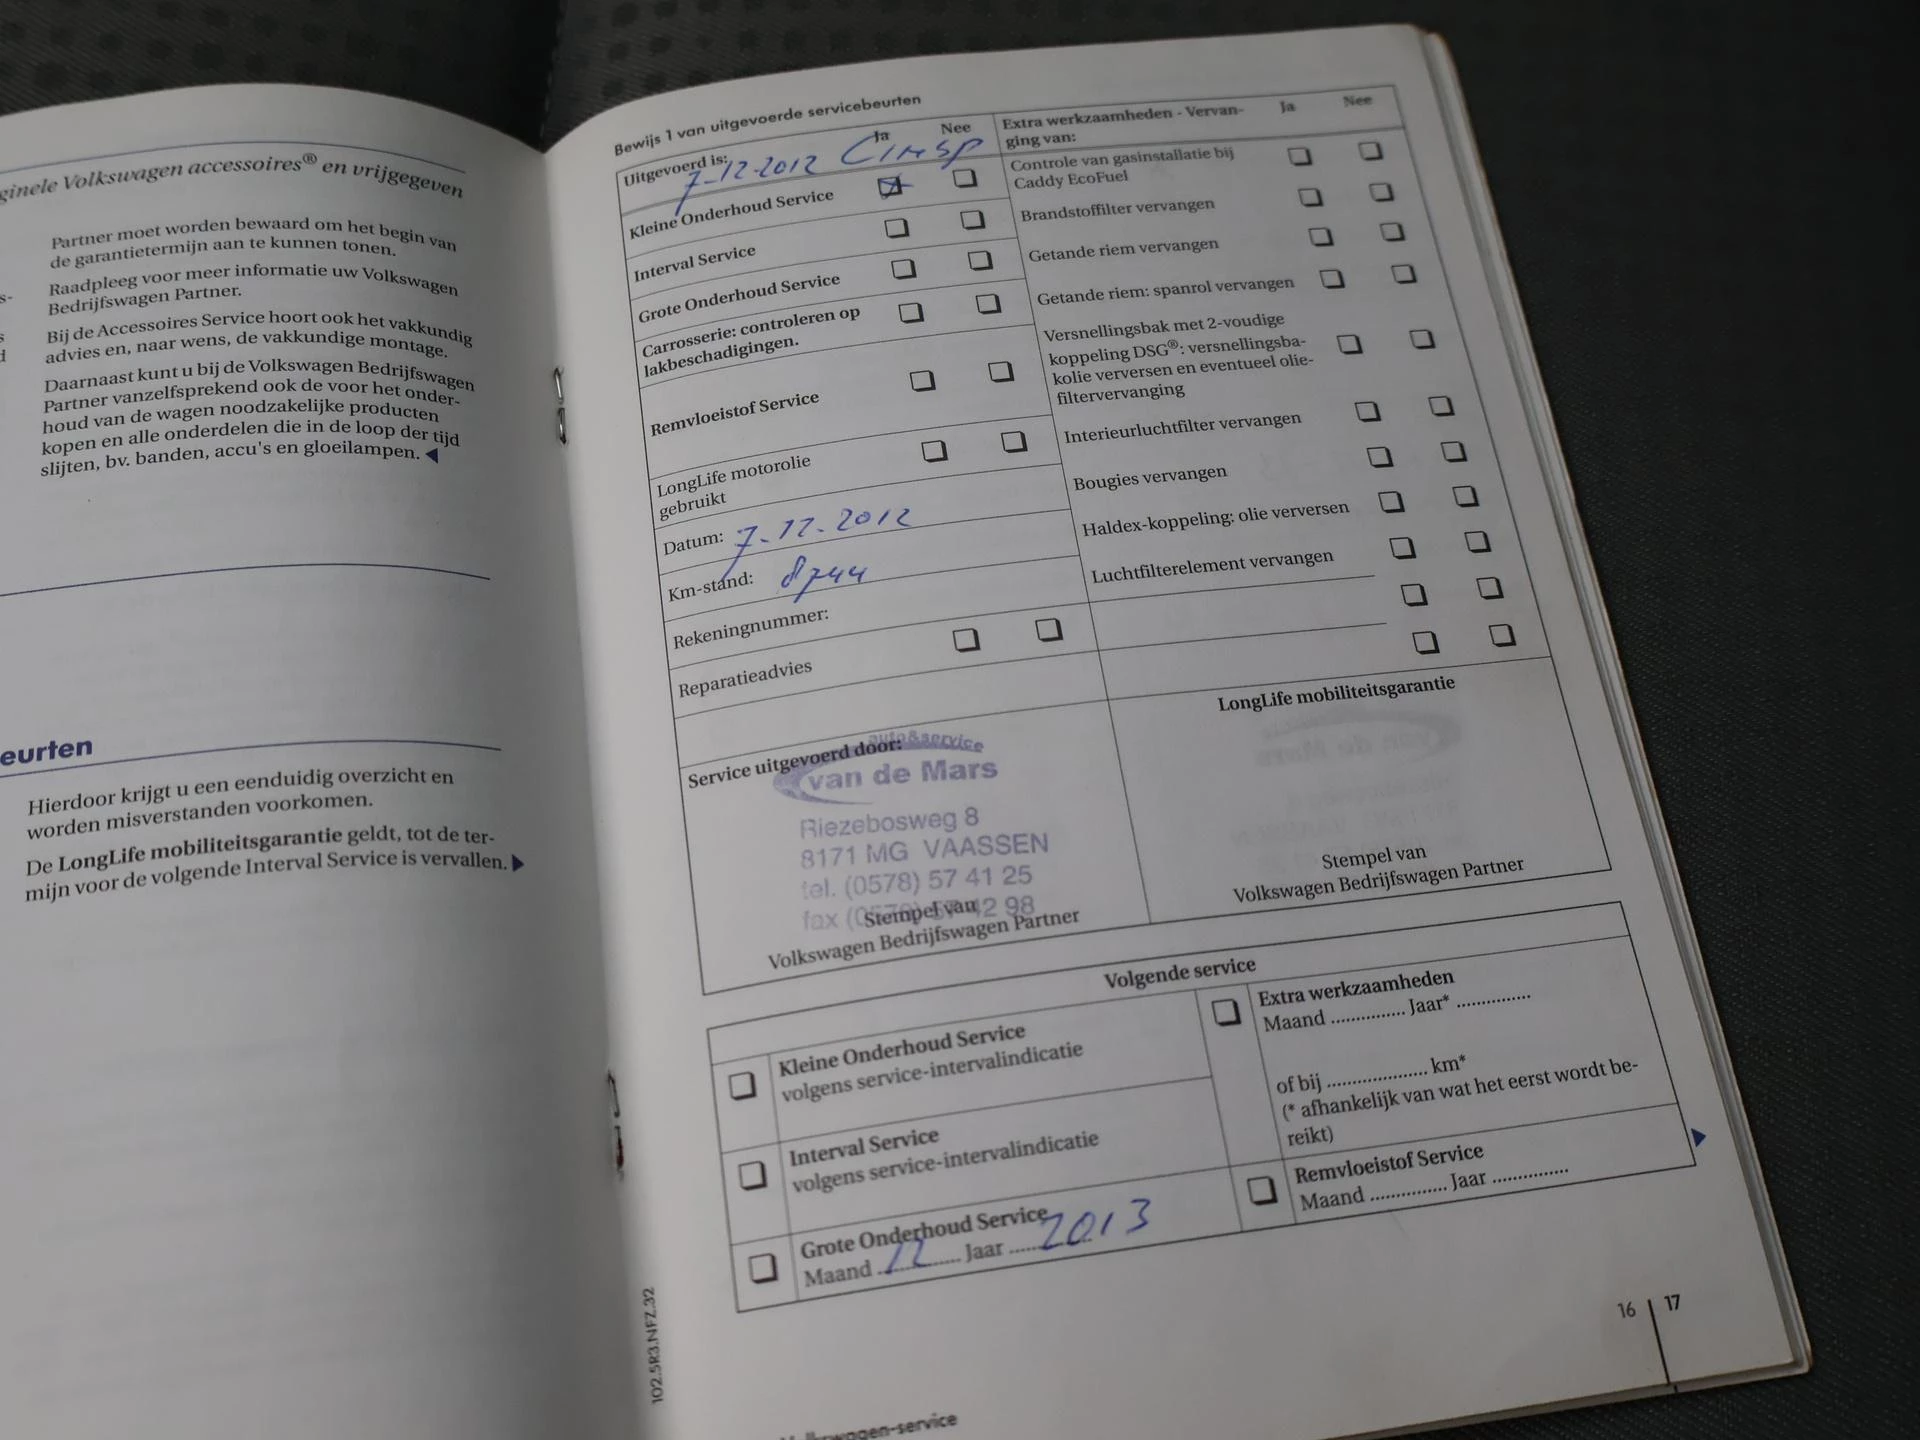 ginele Volkswagen accessoires® en vrijgegeven
Partner moet worden bewaard om het begin van
de garantietermijn aan te kunnen tonen.
Raadpleeg voor meer informatie uw Volkswagen
Bedrijfswagen Partner.
Bij de Accessoires Service hoort ook het vakkundig
advies en, naar wens, de vakkundige montage.
Daarnaast kunt u bij de Volkswagen Bedrijfswagen
Partner vanzelfsprekend ook de voor het onder-
houd van de wagen noodzakelijke producten
kopen en alle onderdelen die in de loop der tijd
slijten, bv. banden, accu's en gloeilampen.
eurten
Hierdoor krijgt u een eenduidig overzicht en
worden misverstanden voorkomen.
De LongLife mobiliteitsgarantie geldt, tot de ter-
mijn voor de volgende Interval Service is vervallen.
Bewijs 1 van uitgevoerde servicebeurten
Uitgevoerd is: Ja Nee
7-12-2012
Kleine Onderhoud Service
Interval Service
Grote Onderhoud Service
Carrosserie: controleren op
lakbeschadigingen.
Remvloeistof Service
LongLife motorolie
gebruikt
Datum: 7-12-2012
Km-stand: 8744
Rekeningnummer:
Reparatieadvies
Extra werkzaamheden - Vervan- Ja Nee
ging van:
Controle van gasinstallatie bij
Caddy EcoFuel
Brandstoffilter vervangen
Getande riem vervangen
Getande riem: spanrol vervangen
Versnellingsbak met 2-voudige
koppeling DSG®: versnellingsba-
kolie verversen en eventueel olie-
filtervervanging
Interieurluchtfilter vervangen
Bougies vervangen
Haldex-koppeling: olie verversen
Luchtfilterelement vervangen
Service uitgevoerd door:
auto&service
van de Mars
Riezebosweg 8
8171 MG VAASSEN
tel. (0578) 57 41 25
fax (0578) 57 42 98
Stempel van
Volkswagen Bedrijfswagen Partner
LongLife mobiliteitsgarantie
Stempel van
Volkswagen Bedrijfswagen Partner
Volgende service
Kleine Onderhoud Service
volgens service-intervalindicatie
Interval Service
volgens service-intervalindicatie
Grote Onderhoud Service
Maand 12 Jaar 2013
Extra werkzaamheden
Maand ............... Jaar* ...............
of bij .................... km*
(* afhankelijk van wat het eerst wordt be-
reikt)
Remvloeistof Service
Maand ............... Jaar ...............
102.5R3.NFZ.32
16 | 17
Volkswagen-service